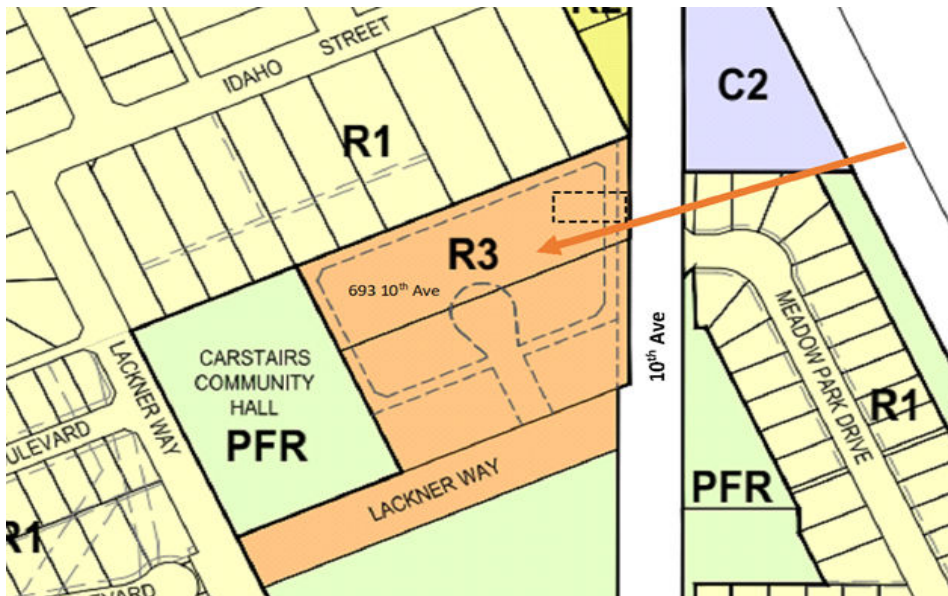 IDAHO STREET
C2
R1
R3
693 10th Ave
10th Ave
MEADOW PARK DRIVE
CARSTAIRS
COMMUNITY
HALL
PFR
LACKNER WAY
R1
LACKNER WAY
PFR
R1